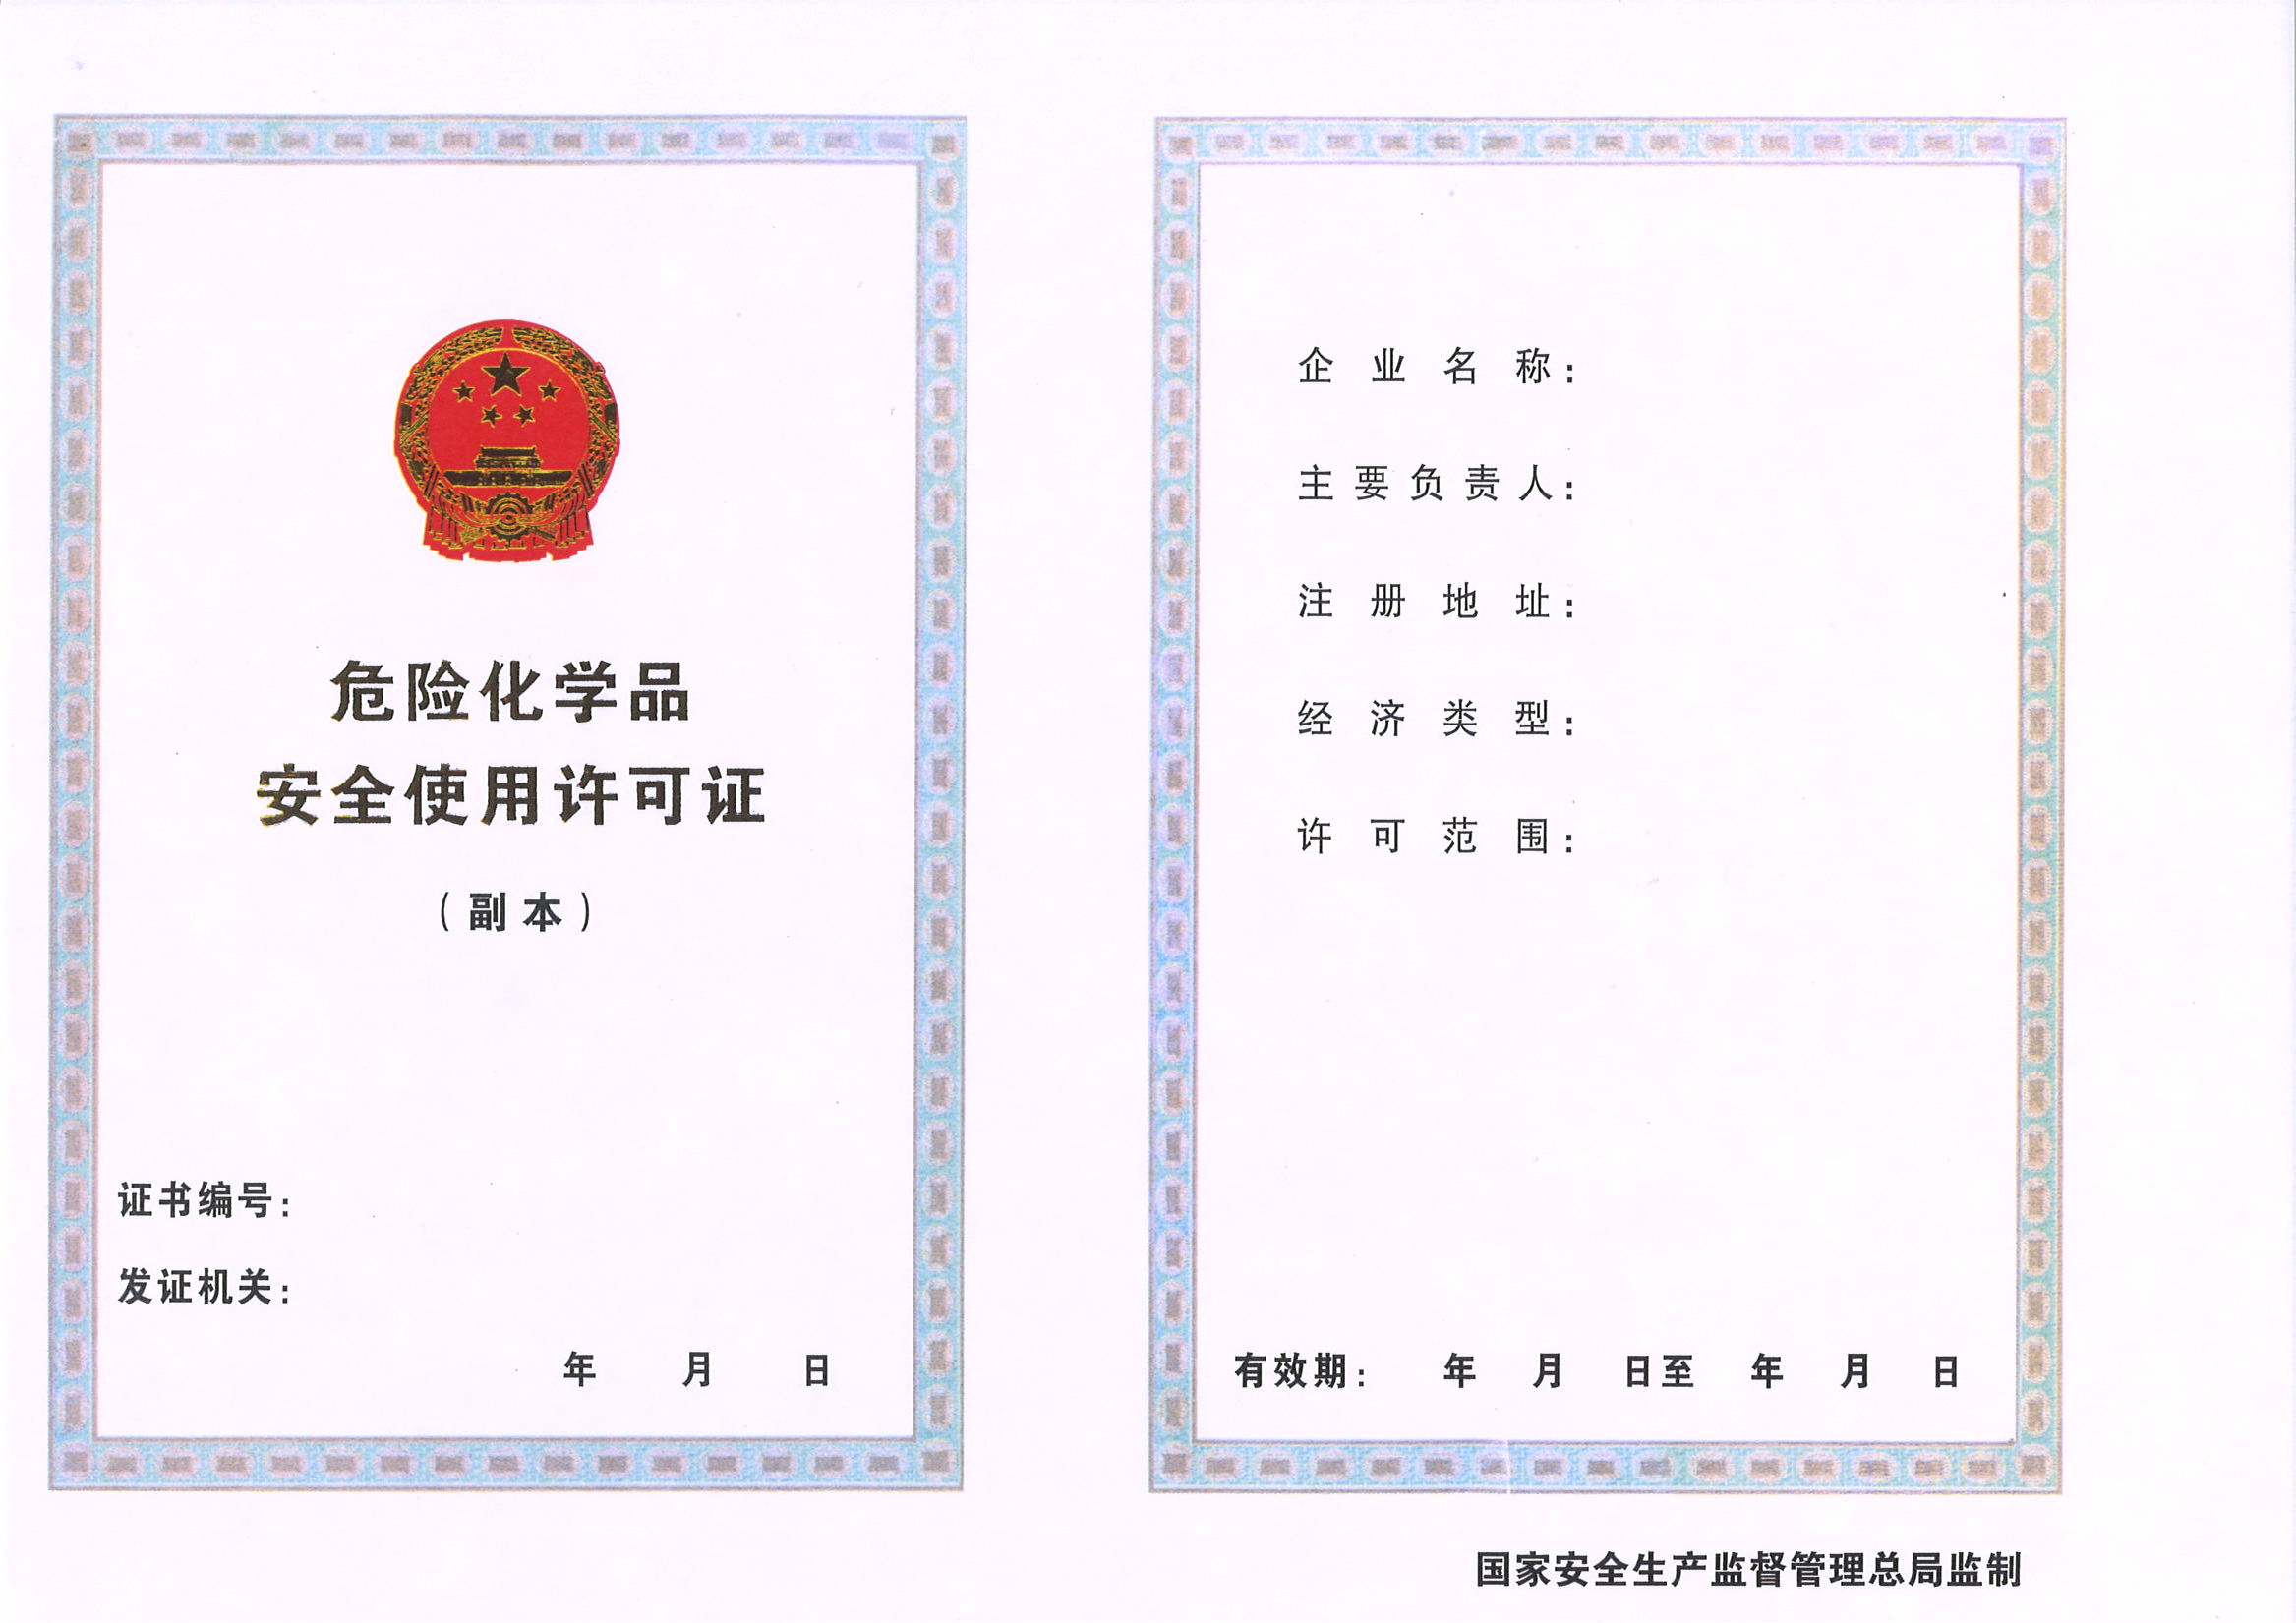 危险化学品
安全使用许可证
（副本）
证书编号：
发证机关：
年 月 日
企业名称：
主要负责人：
注册地址：
经济类型：
许可范围：
有效期： 年 月 日至 年 月 日
国家安全生产监督管理总局监制